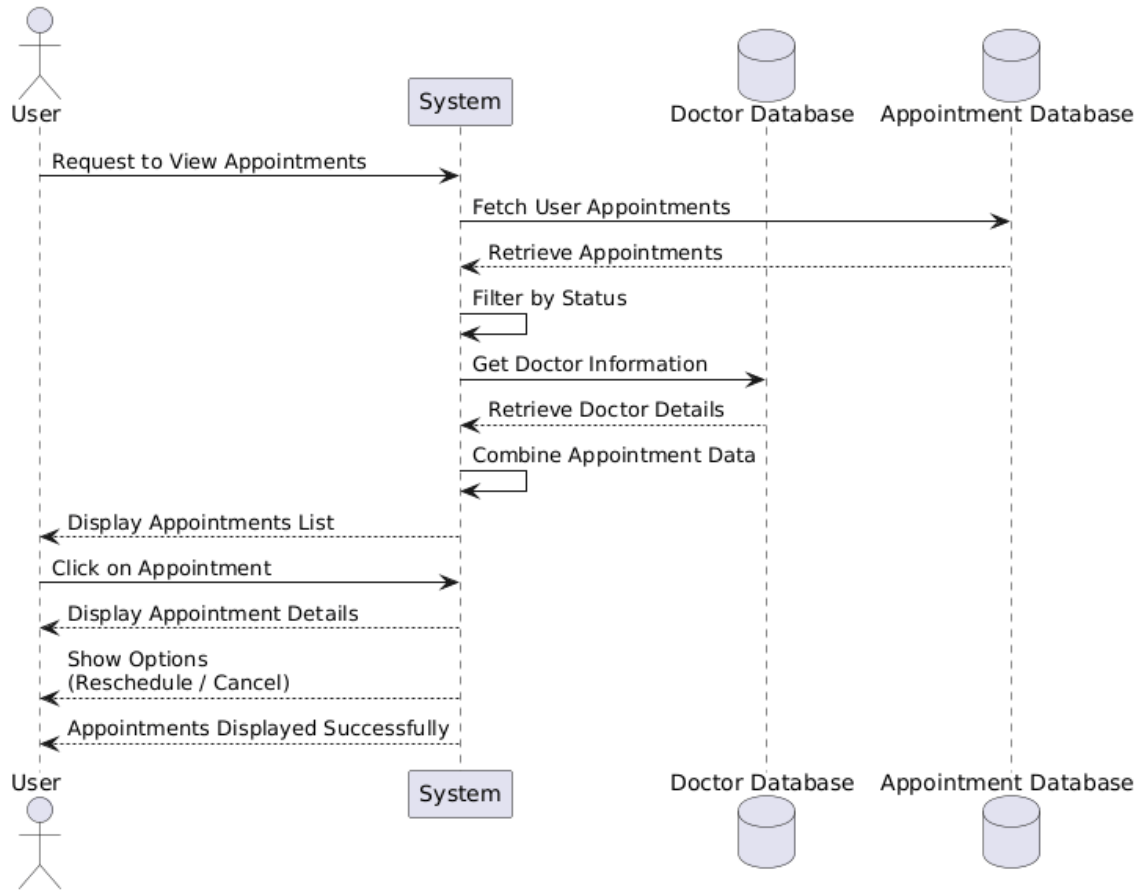 User
System
Doctor Database
Appointment Database
Request to View Appointments
Fetch User Appointments
Retrieve Appointments
Filter by Status
Get Doctor Information
Retrieve Doctor Details
Combine Appointment Data
Display Appointments List
Click on Appointment
Display Appointment Details
Show Options
(Reschedule / Cancel)
Appointments Displayed Successfully
User
System
Doctor Database
Appointment Database